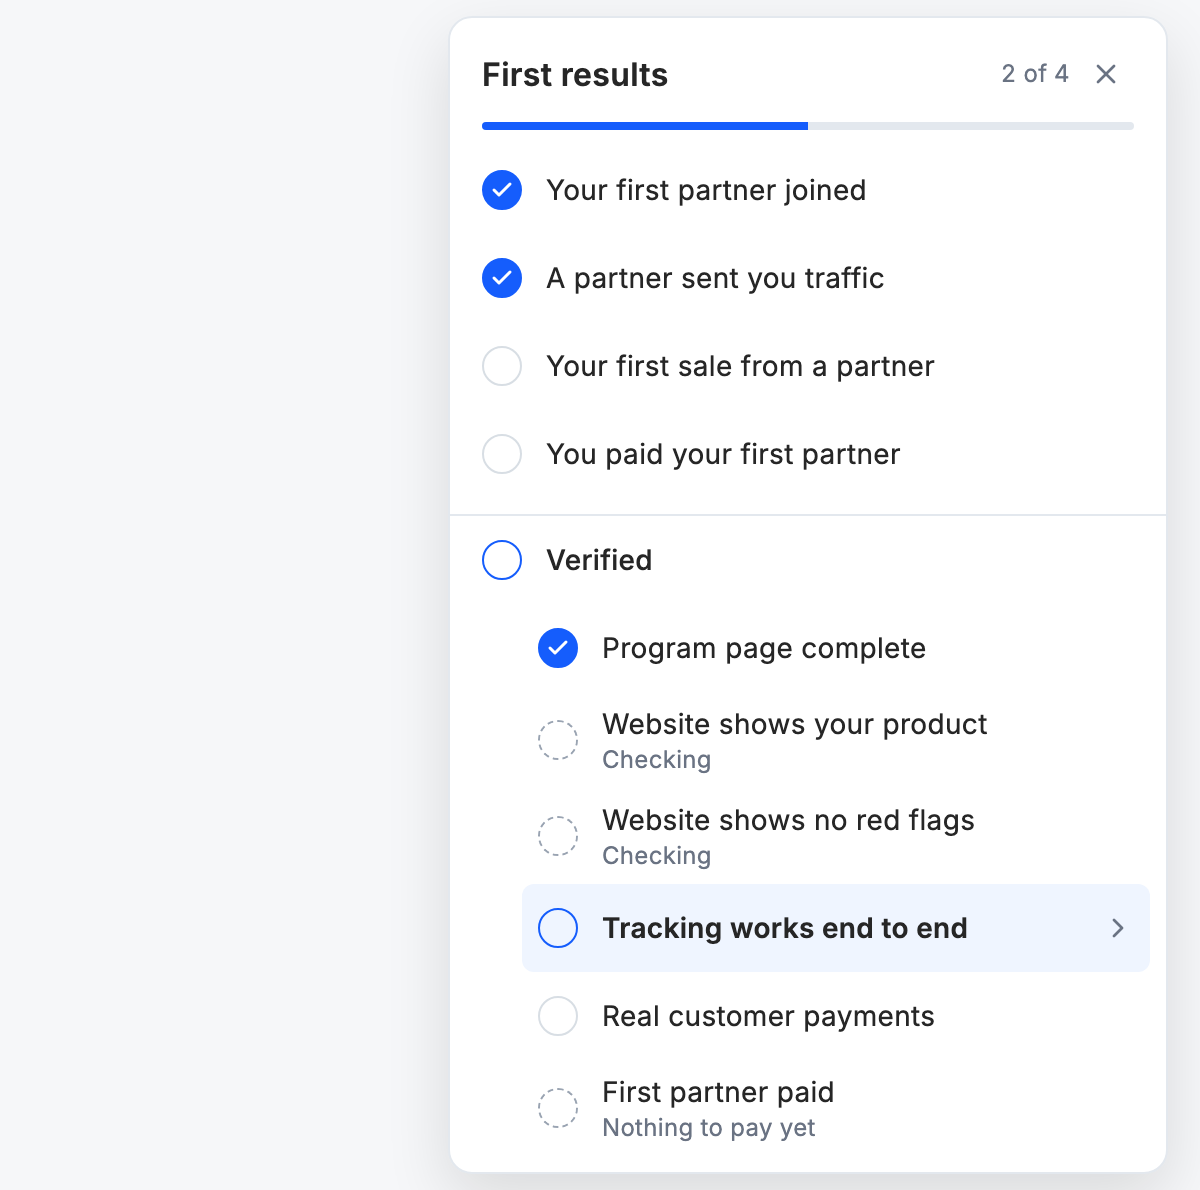 First results
2 of 4
Your first partner joined
A partner sent you traffic
Your first sale from a partner
You paid your first partner
Verified
Program page complete
Website shows your product
Checking
Website shows no red flags
Checking
Tracking works end to end
Real customer payments
First partner paid
Nothing to pay yet